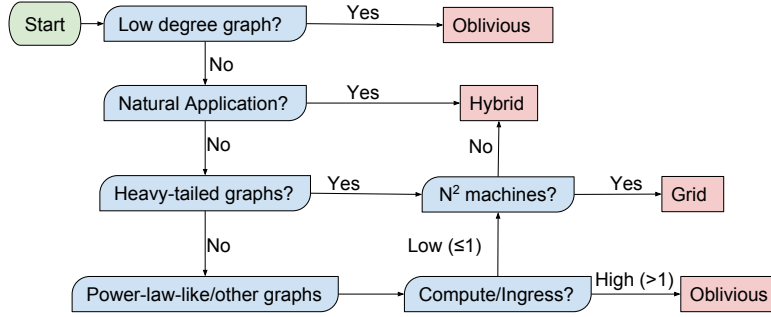 Start
Low degree graph?
Yes
Oblivious
No
Natural Application?
Yes
Hybrid
No
No
Heavy-tailed graphs?
Yes
N² machines?
Yes
Grid
No
Low (≤1)
High (>1)
Power-law-like/other graphs
Compute/Ingress?
Oblivious